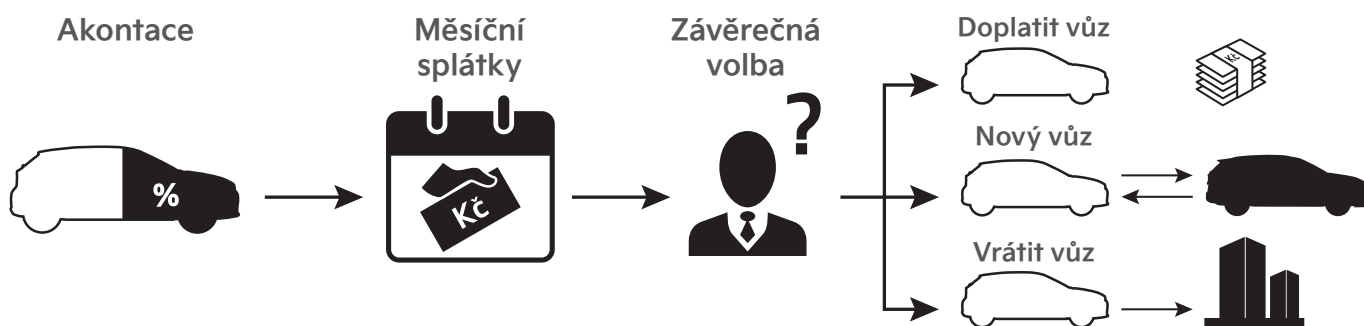 Akontace
%
Měsíční
splátky
Kč
Závěrečná
volba
?
Doplatit vůz
Kč
Nový vůz
Vrátit vůz